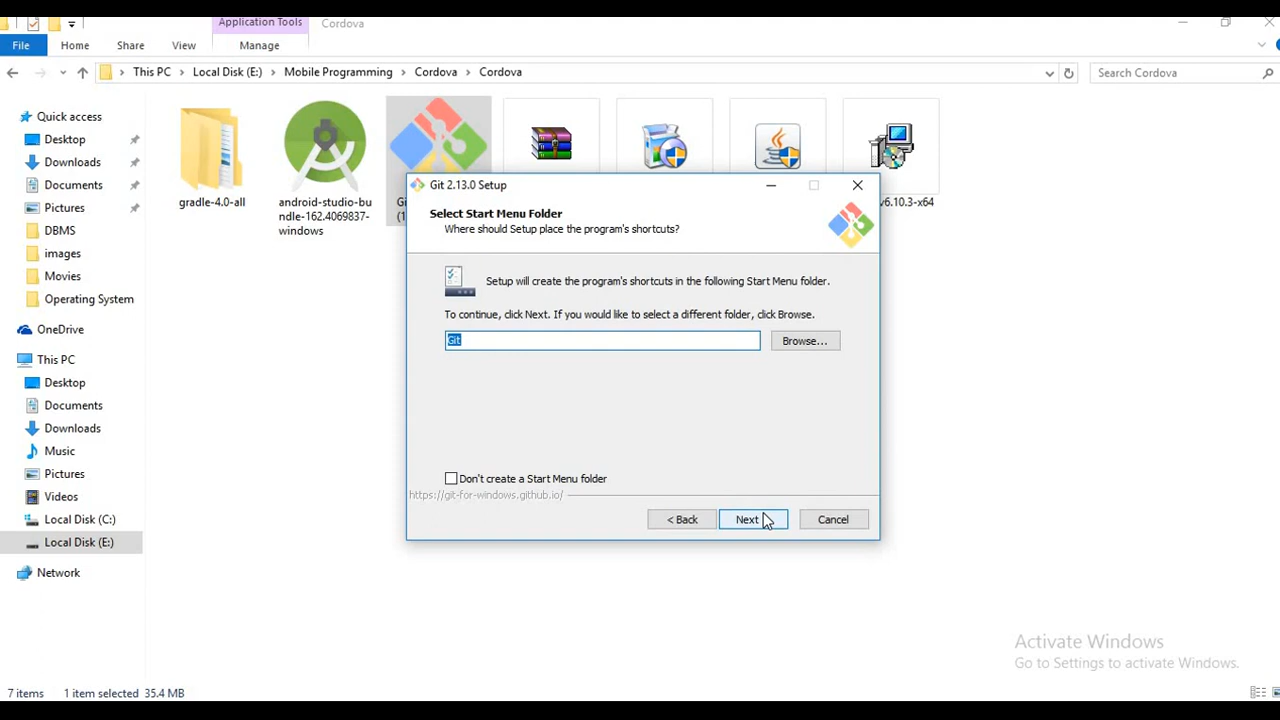 Application Tools
Cordova
File
Home
Share
View
Manage
This PC
Local Disk (E:)
Mobile Programming
Cordova
Cordova
Search Cordova
Quick access
Desktop
Downloads
Documents
Pictures
DBMS
images
Movies
Operating System
OneDrive
This PC
Desktop
Documents
Downloads
Music
Pictures
Videos
Local Disk (C:)
Local Disk (E:)
Network
gradle-4.0-all
android-studio-bu
ndle-162.4069837-
windows
v6.10.3-x64
Git 2.13.0 Setup
Select Start Menu Folder
Where should Setup place the program's shortcuts?
Setup will create the program's shortcuts in the following Start Menu folder.
To continue, click Next. If you would like to select a different folder, click Browse.
Git
Browse...
Don't create a Start Menu folder
https://git-for-windows.github.io/
< Back
Next
Cancel
Activate Windows
Go to Settings to activate Windows.
7 items
1 item selected
35.4 MB